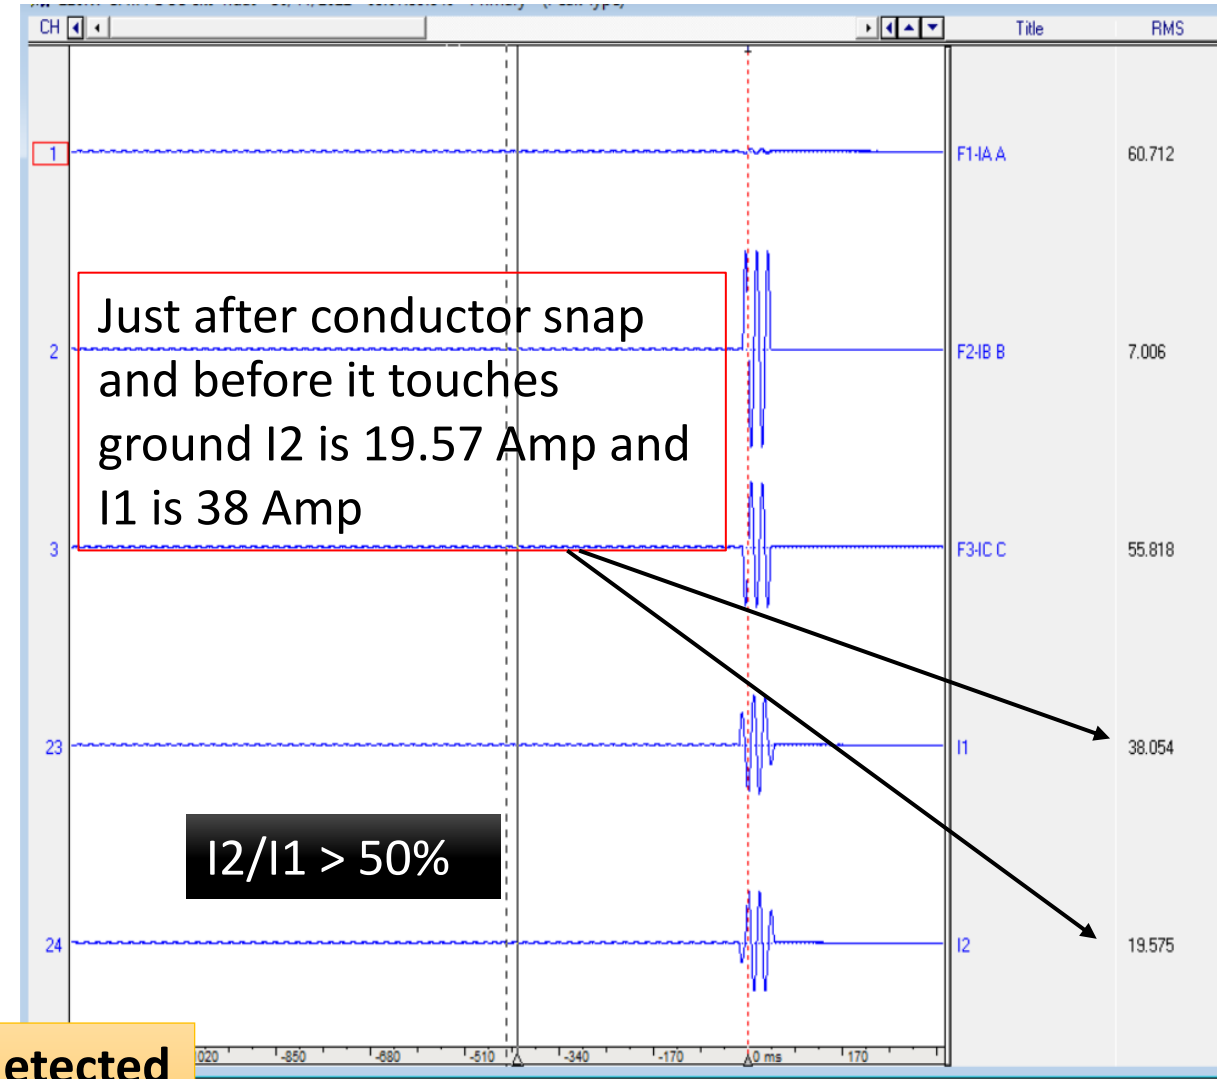 CH
Title RMS
1 F1-IA A 60.712
Just after conductor snap
and before it touches
ground I2 is 19.57 Amp and
I1 is 38 Amp
2 F2-IB B 7.006
3 F3-IC C 55.818
23 I1 38.054
I2/I1 > 50%
24 I2 19.575
-850 -680 -510 -340 -170 0 ms 170
etected